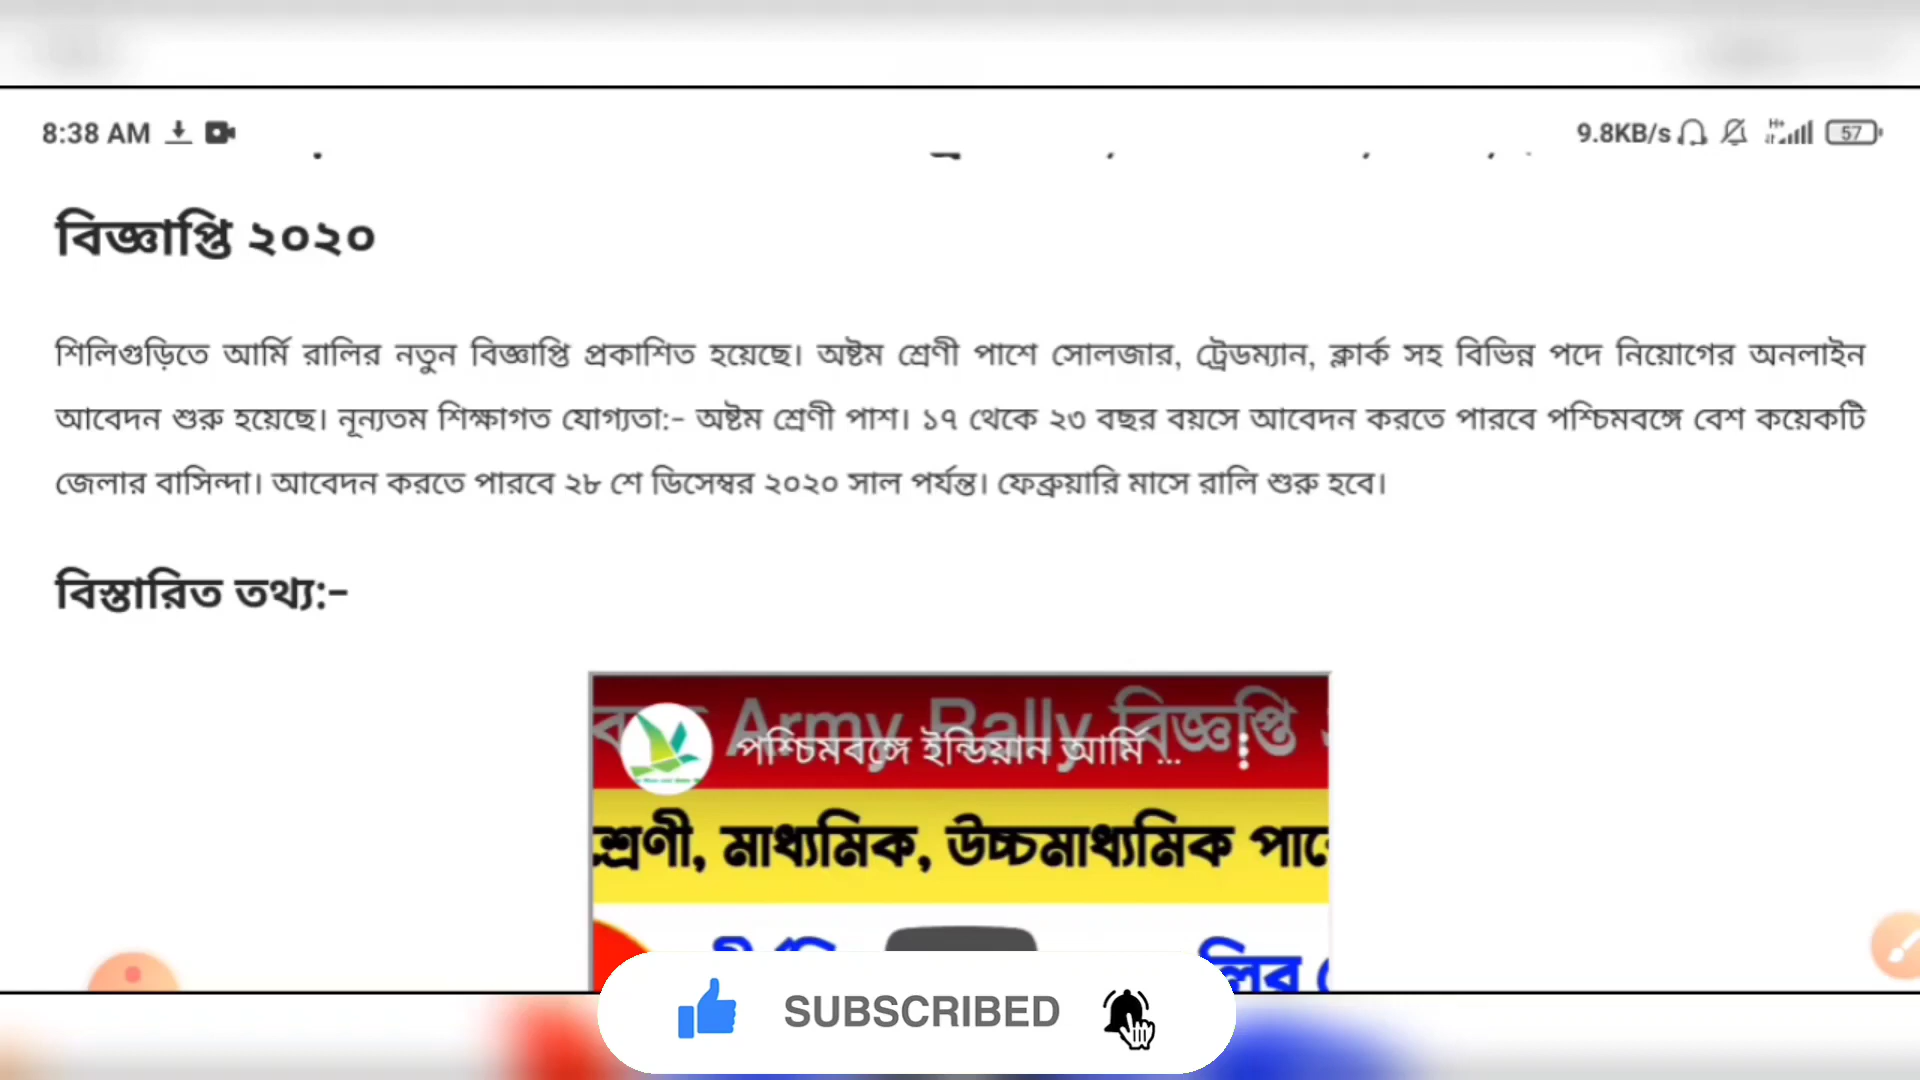 8:38 AM
9.8KB/s H+ 57
বিজ্ঞাপ্তি ২০২০
শিলিগুড়িতে আর্মি রালির নতুন বিজ্ঞাপ্তি প্রকাশিত হয়েছে। অষ্টম শ্রেণী পাশে সোলজার, ট্রেডম্যান, ক্লার্ক সহ বিভিন্ন পদে নিয়োগের অনলাইন
আবেদন শুরু হয়েছে। নূন্যতম শিক্ষাগত যোগ্যতা:- অষ্টম শ্রেণী পাশ। ১৭ থেকে ২৩ বছর বয়সে আবেদন করতে পারবে পশ্চিমবঙ্গে বেশ কয়েকটি
জেলার বাসিন্দা। আবেদন করতে পারবে ২৮ শে ডিসেম্বর ২০২০ সাল পর্যন্ত। ফেব্রুয়ারি মাসে রালি শুরু হবে।
বিস্তারিত তথ্য:-
Army Rally বিজ্ঞপ্তি
পশ্চিমবঙ্গে ইন্ডিয়ান আর্মি ...
শ্রেণী, মাধ্যমিক, উচ্চমাধ্যমিক
SUBSCRIBED